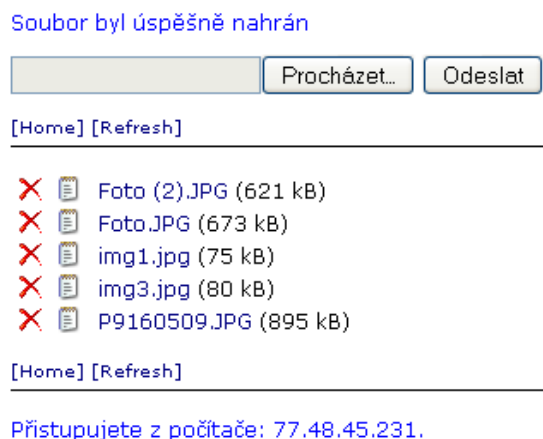 Soubor byl úspěšně nahrán
Procházet... Odeslat
[Home] [Refresh]
Foto (2).JPG (621 kB)
Foto.JPG (673 kB)
img1.jpg (75 kB)
img3.jpg (80 kB)
P9160509.JPG (895 kB)
[Home] [Refresh]
Přistupujete z počítače: 77.48.45.231.